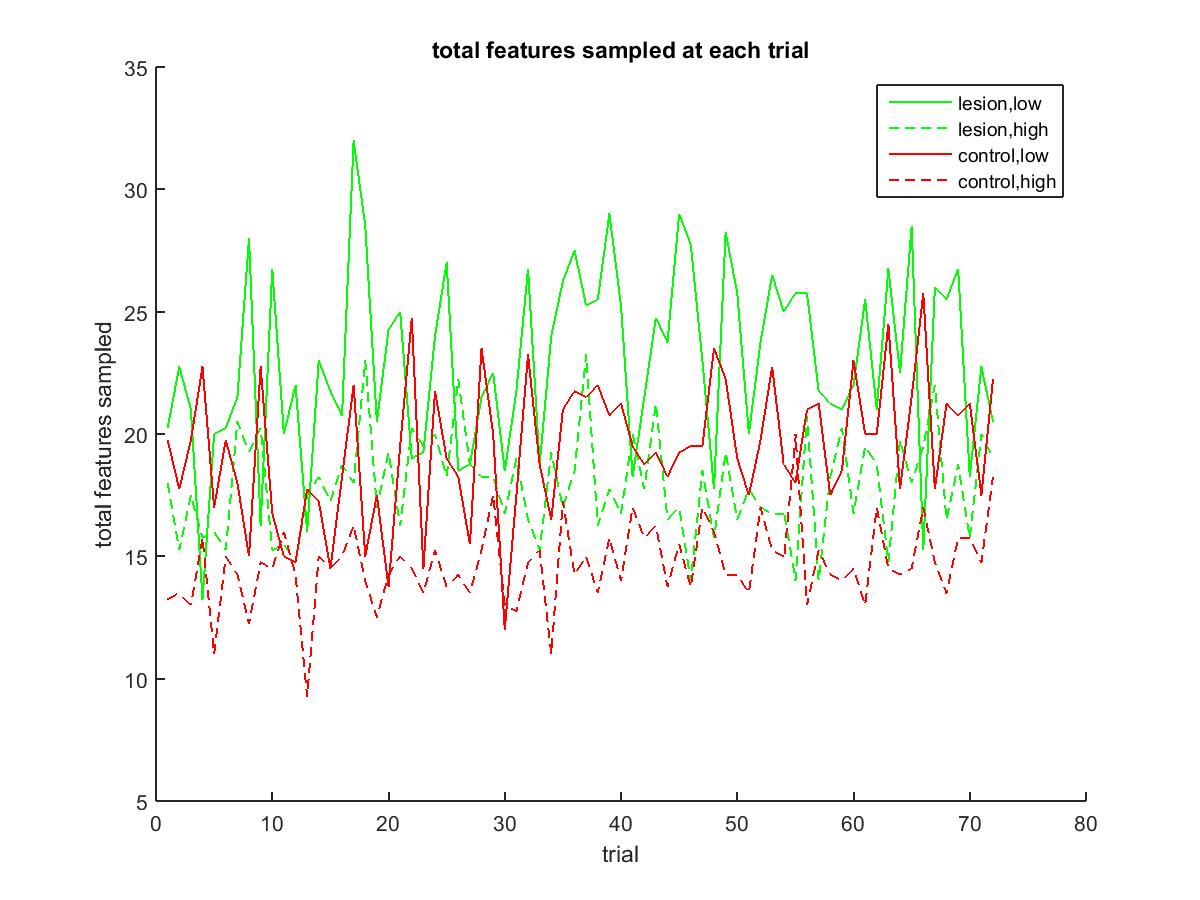 total features sampled at each trial
35
30
25
20
15
10
5
total features sampled
lesion,low
lesion,high
control,low
control,high
0 10 20 30 40 50 60 70 80
trial